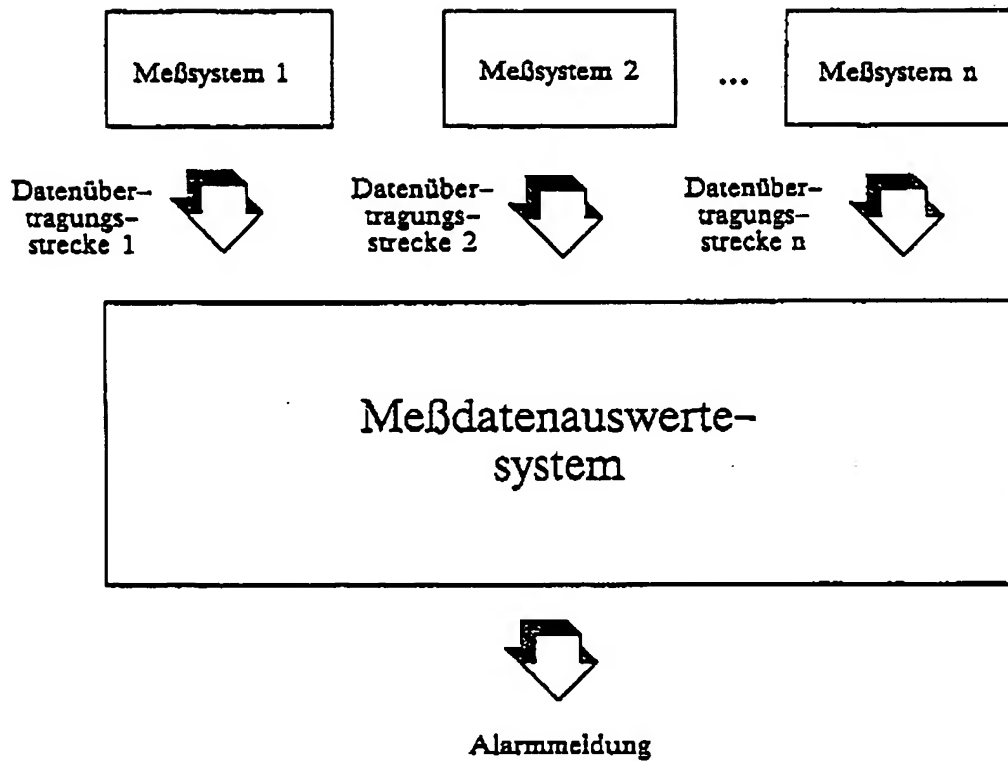 Meßsystem 1
Meßsystem 2
...
Meßsystem n
Datenüber–
tragungs–
strecke 1
Datenüber–
tragungs–
strecke 2
Datenüber–
tragungs–
strecke n
Meßdatenauswerte–
system
Alarmmeldung